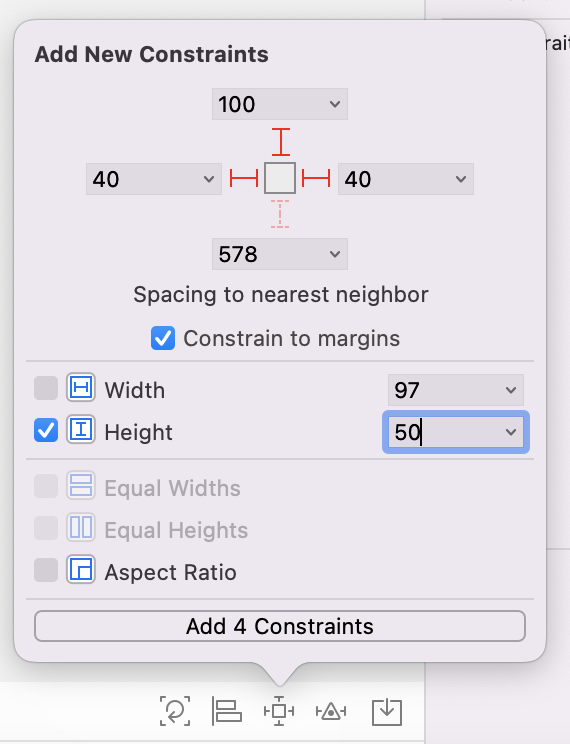 Add New Constraints
100
40
40
578
Spacing to nearest neighbor
Constrain to margins
Width
97
Height
50
Equal Widths
Equal Heights
Aspect Ratio
Add 4 Constraints